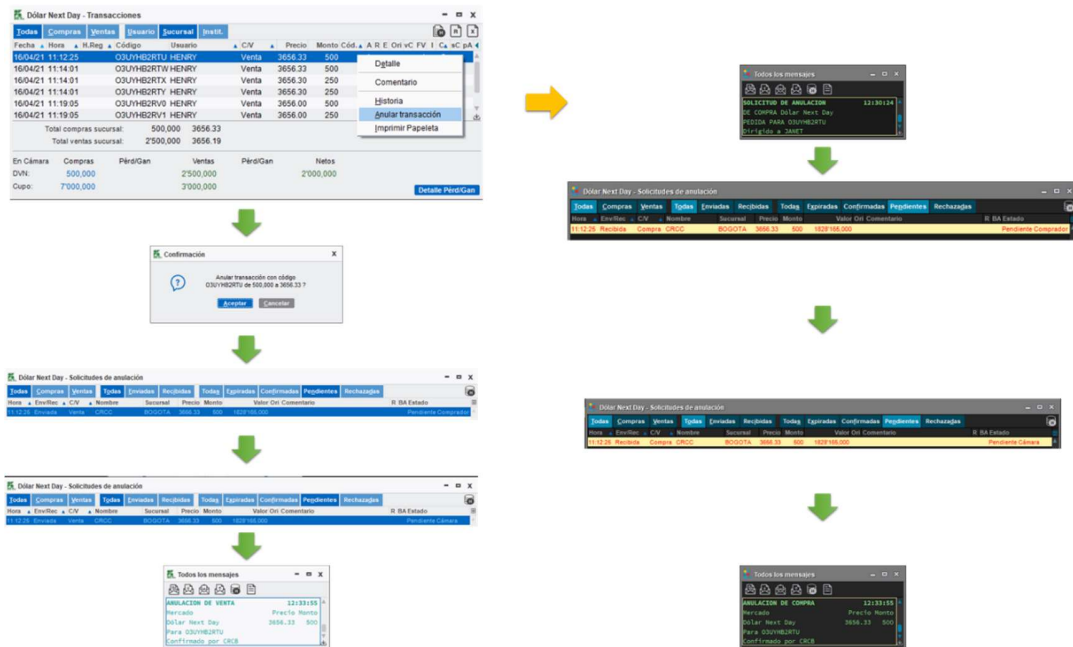 Dólar Next Day - Transacciones
Todas Compras Ventas Usuario Sucursal Instit.
Fecha Hora H.Reg Código Usuario C/V Precio Monto Cód. A R E Ori vC FV I C sC pA
16/04/21 11:12:25 O3UYHB2RTU HENRY Venta 3656.33 500
16/04/21 11:14:01 O3UYHB2RTW HENRY Venta 3656.33 500
16/04/21 11:14:01 O3UYHB2RTX HENRY Venta 3656.30 250
16/04/21 11:14:01 O3UYHB2RTY HENRY Venta 3656.30 250
16/04/21 11:19:05 O3UYHB2RV0 HENRY Venta 3656.00 500
16/04/21 11:19:05 O3UYHB2RV1 HENRY Venta 3656.00 250
Detalle
Comentario
Historia
Anular transacción
Imprimir Papeleta
Total compras sucursal: 500,000 3656.33
Total ventas sucursal: 2'500,000 3656.19
En Cámara Compras Pérd/Gan Ventas Pérd/Gan Netos
DVN: 500,000 2'500,000 2'000,000
Cupo: 7'000,000 3'000,000
Detalle Pérd/Gan
Confirmación
Anular transacción con código
O3UYHB2RTU de 500,000 a 3656.33 ?
Aceptar Cancelar
Dólar Next Day - Solicitudes de anulación
Todas Compras Ventas Todas Enviadas Recibidas Todas Expiradas Confirmadas Pendientes Rechazadas
Hora Env/Rec C/V Nombre Sucursal Precio Monto Valor Ori Comentario R BA Estado
11:12:25 Enviada Venta CRCC BOGOTA 3656.33 500 1828'165,000 Pendiente Comprador
Dólar Next Day - Solicitudes de anulación
Todas Compras Ventas Todas Enviadas Recibidas Todas Expiradas Confirmadas Pendientes Rechazadas
Hora Env/Rec C/V Nombre Sucursal Precio Monto Valor Ori Comentario R BA Estado
11:12:25 Enviada Venta CRCC BOGOTA 3656.33 500 1828'165,000 Pendiente Cámara
Todos los mensajes
ANULACION DE VENTA 12:33:55
Mercado Precio Monto
Dólar Next Day 3656.33 500
Para O3UYHB2RTU
Confirmado por CRCB
Todos los mensajes
SOLICITUD DE ANULACION 12:30:24
DE COMPRA Dólar Next Day
PEDIDA PARA O3UYHB2RTU
Dirigido a JANET
Dólar Next Day - Solicitudes de anulación
Todas Compras Ventas Todas Enviadas Recibidas Todas Expiradas Confirmadas Pendientes Rechazadas
Hora Env/Rec C/V Nombre Sucursal Precio Monto Valor Ori Comentario R BA Estado
11:12:25 Recibida Compra CRCC BOGOTA 3656.33 500 1828'165,000 Pendiente Comprador
Dólar Next Day - Solicitudes de anulación
Todas Compras Ventas Todas Enviadas Recibidas Todas Expiradas Confirmadas Pendientes Rechazadas
Hora Env/Rec C/V Nombre Sucursal Precio Monto Valor Ori Comentario R BA Estado
11:12:25 Recibida Compra CRCC BOGOTA 3656.33 500 1828'165,000 Pendiente Cámara
Todos los mensajes
ANULACION DE COMPRA 12:33:55
Mercado Precio Monto
Dólar Next Day 3656.33 500
Para O3UYHB2RTU
Confirmado por CRCB